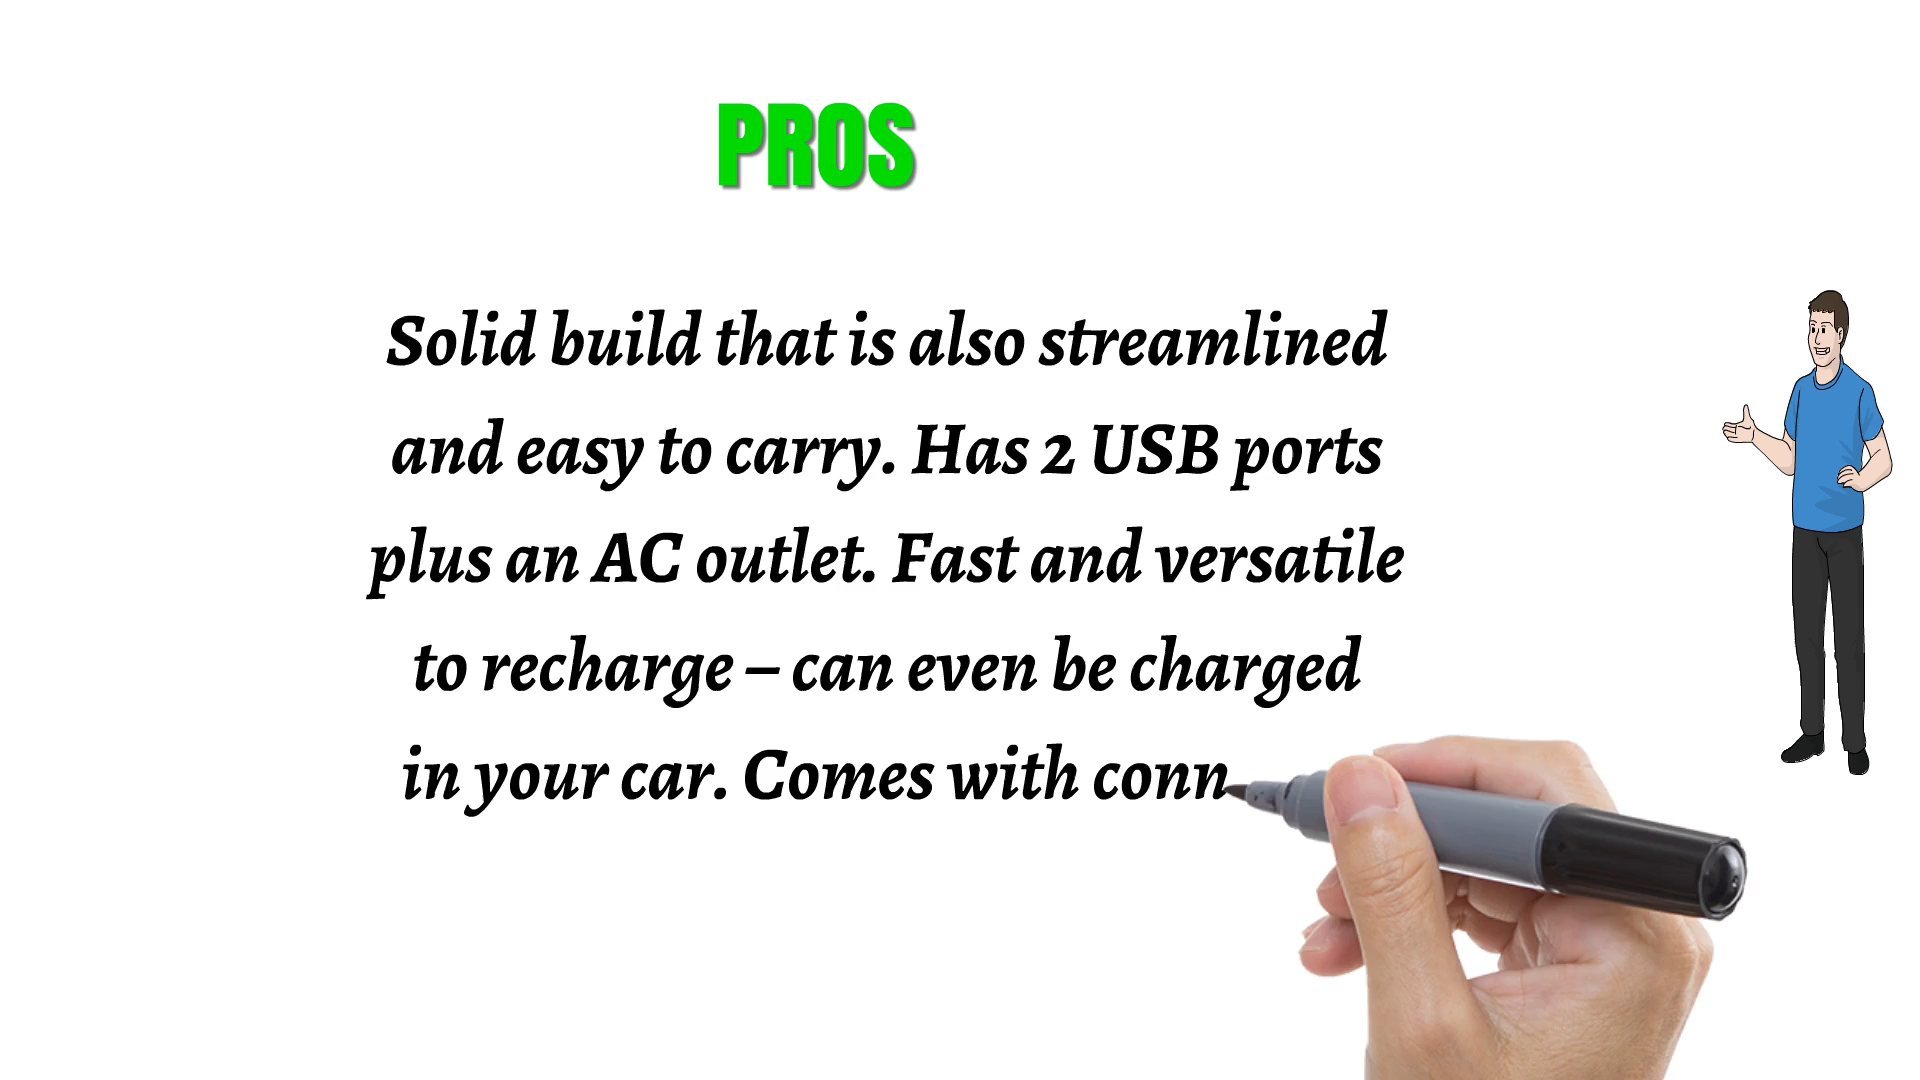 PROS
Solid build that is also streamlined
and easy to carry. Has 2 USB ports
plus an AC outlet. Fast and versatile
to recharge – can even be charged
in your car. Comes with conn